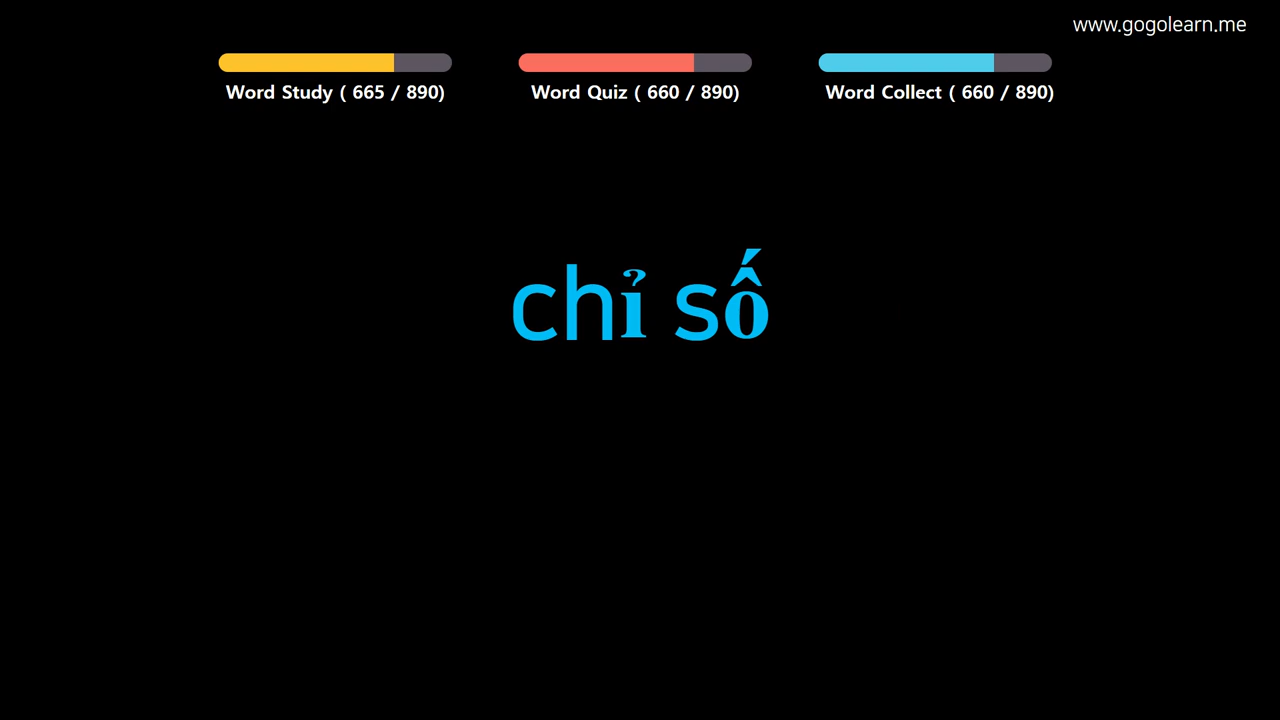 www.gogolearn.me
Word Study ( 665 / 890)
Word Quiz ( 660 / 890)
Word Collect ( 660 / 890)
chỉ số